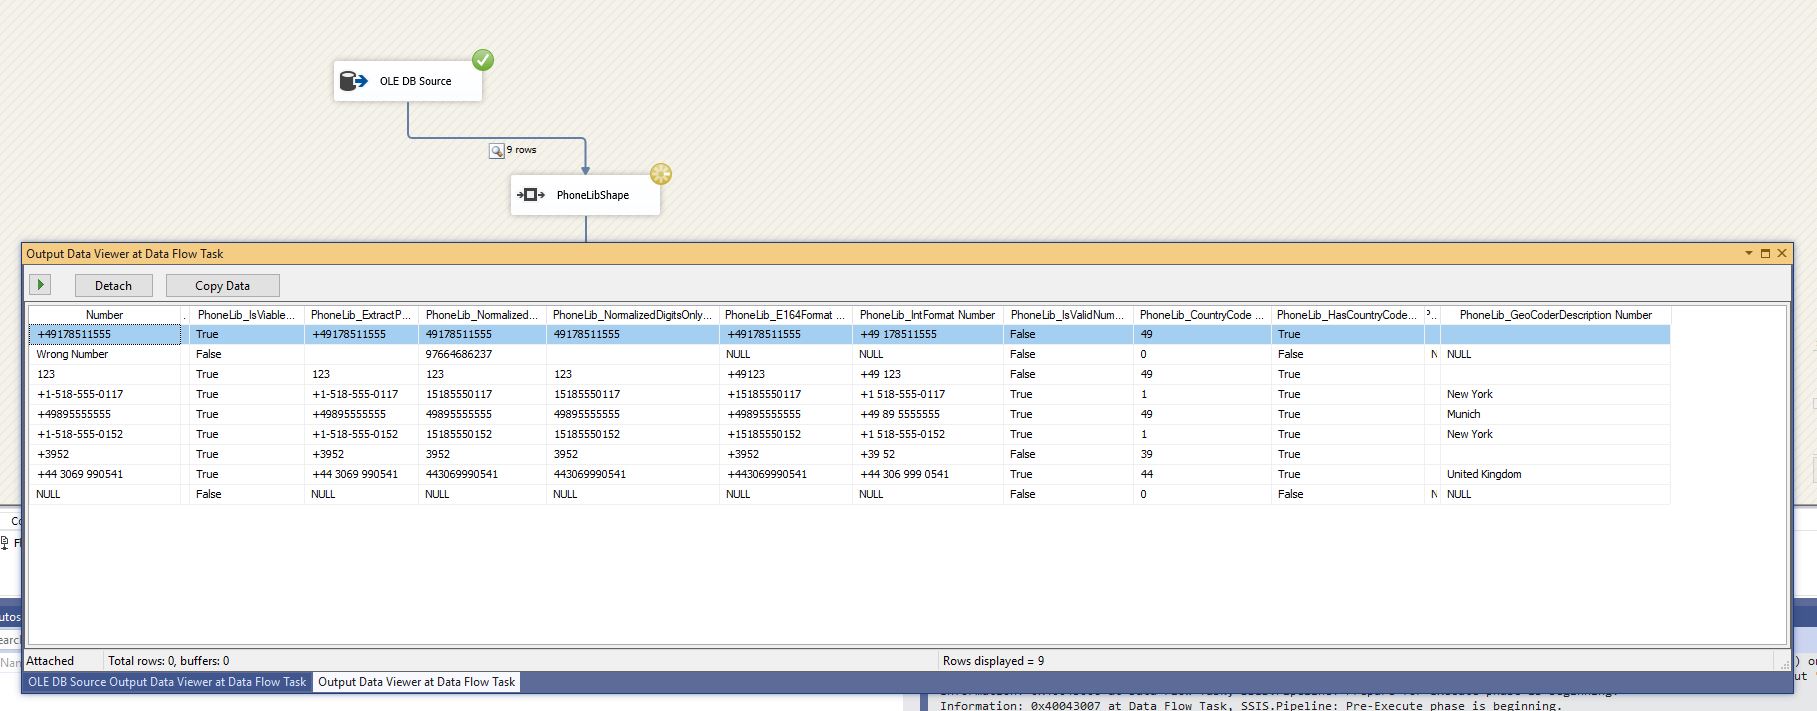 OLE DB Source
9 rows
PhoneLibShape
Output Data Viewer at Data Flow Task
Detach Copy Data
Number . PhoneLib_IsViable... PhoneLib_ExtractP... PhoneLib_Normalized... PhoneLib_NormalizedDigitsOnly... PhoneLib_E164Format ... PhoneLib_IntFormat Number PhoneLib_IsValidNum... PhoneLib_CountryCode ... PhoneLib_HasCountryCode... PhoneLib_GeoCoderDescription Number
+49178511555 True +49178511555 49178511555 49178511555 +49178511555 +49 178511555 False 49 True
Wrong Number False 97664686237 NULL NULL False 0 False N NULL
123 True 123 123 123 +49123 +49 123 False 49 True
+1-518-555-0117 True +1-518-555-0117 15185550117 15185550117 +15185550117 +1 518-555-0117 True 1 True New York
+49895555555 True +49895555555 49895555555 49895555555 +49895555555 +49 89 5555555 True 49 True Munich
+1-518-555-0152 True +1-518-555-0152 15185550152 15185550152 +15185550152 +1 518-555-0152 True 1 True New York
+3952 True +3952 3952 3952 +3952 +39 52 False 39 True
+44 3069 990541 True +44 3069 990541 443069990541 443069990541 +443069990541 +44 306 999 0541 True 44 True United Kingdom
NULL False NULL NULL NULL NULL NULL False 0 False N NULL
Attached Total rows: 0, buffers: 0 Rows displayed = 9
OLE DB Source Output Data Viewer at Data Flow Task Output Data Viewer at Data Flow Task
Information: 0x40043007 at Data Flow Task, SSIS.Pipeline: Pre-Execute phase is beginning.